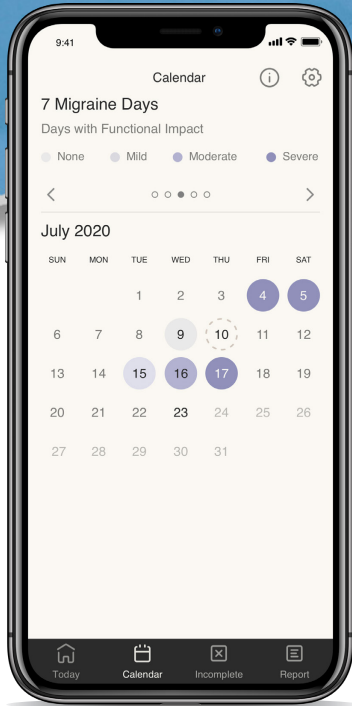 9:41
Calendar
7 Migraine Days
Days with Functional Impact
None Mild Moderate Severe
July 2020
SUN MON TUE WED THU FRI SAT
1 2 3 4 5
6 7 8 9 10 11 12
13 14 15 16 17 18 19
20 21 22 23 24 25 26
27 28 29 30 31
Today Calendar Incomplete Report